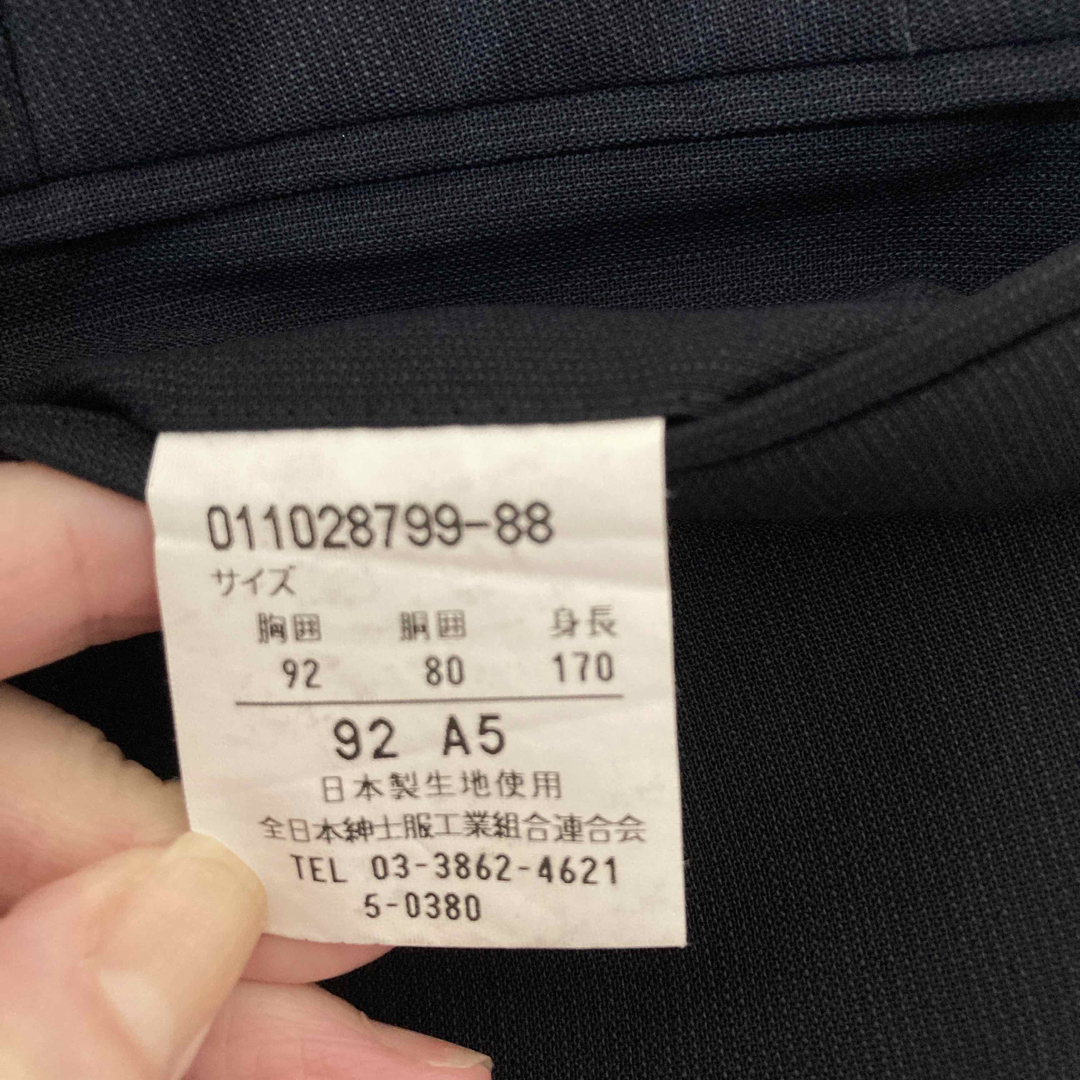 011028799-88
サイズ
胸囲 胴囲 身長
92 80 170
92 A5
日本製生地使用
全日本紳士服工業組合連合会
TEL 03-3862-4621
5-0380